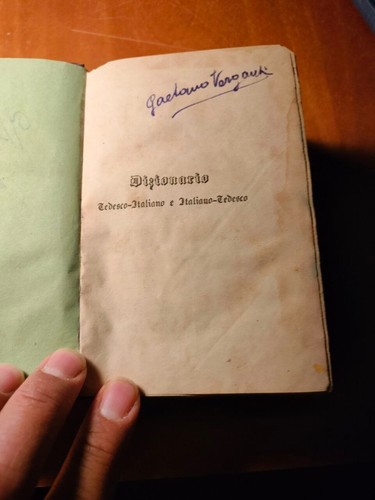 Gaetano Vergani
Dizionario
Tedesco-Italiano e Italiano-Tedesco